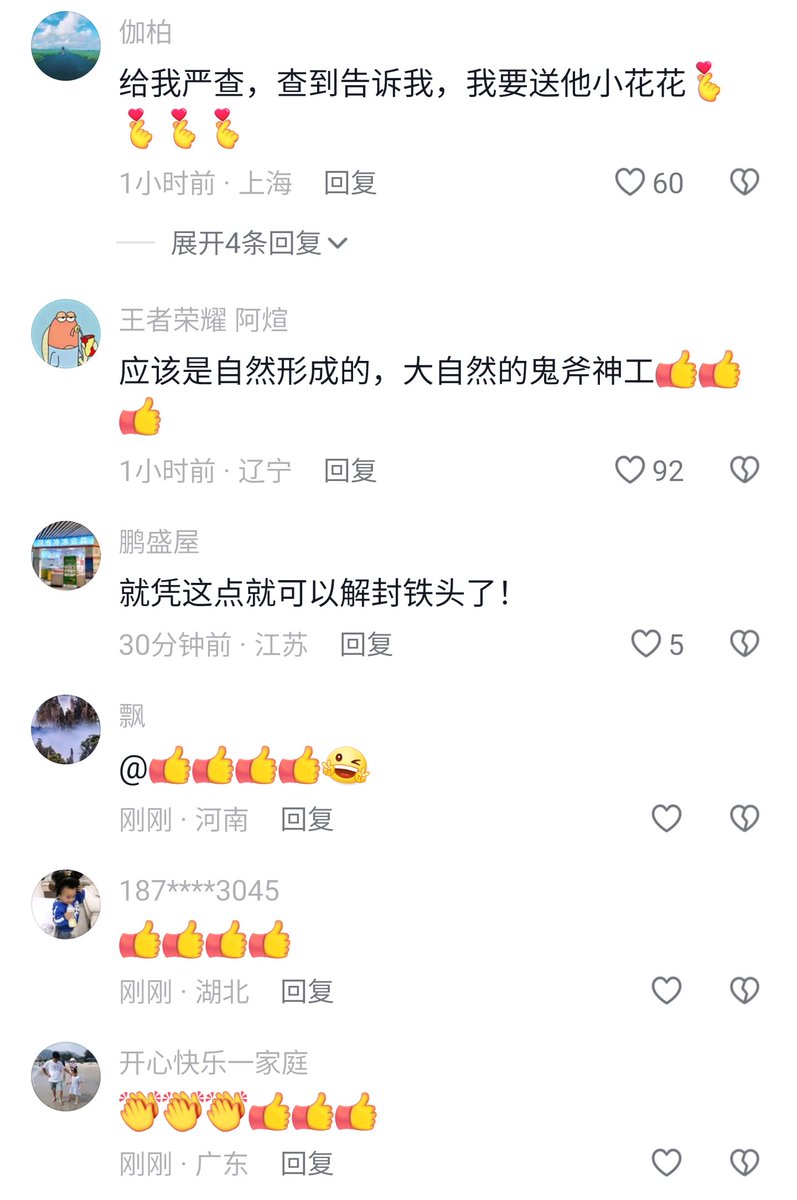 伽柏
给我严查，查到告诉我，我要送他小花花
1小时前 · 上海 回复
60
展开4条回复
王者荣耀 阿煊
应该是自然形成的，大自然的鬼斧神工
1小时前 · 辽宁 回复
92
鹏盛屋
就凭这点就可以解封铁头了！
30分钟前 · 江苏 回复
5
飘
@
刚刚 · 河南 回复
187****3045
刚刚 · 湖北 回复
开心快乐一家庭
刚刚 · 广东 回复